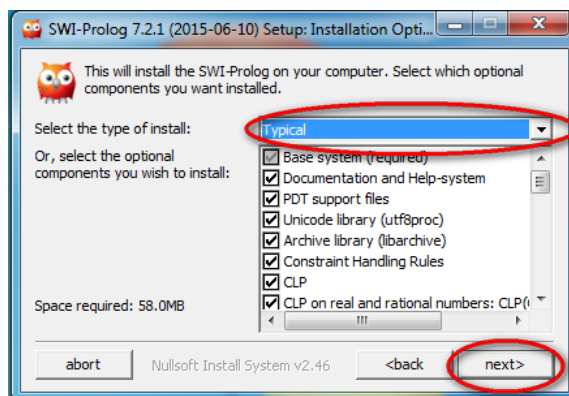 SWI-Prolog 7.2.1 (2015-06-10) Setup: Installation Opti...
This will install the SWI-Prolog on your computer. Select which optional
components you want installed.
Select the type of install:
Typical
Or, select the optional
components you wish to install:
Base system (required)
Documentation and Help-system
PDT support files
Unicode library (utf8proc)
Archive library (libarchive)
Constraint Handling Rules
CLP
CLP on real and rational numbers: CLP(
Space required: 58.0MB
abort
Nullsoft Install System v2.46
<back
next>